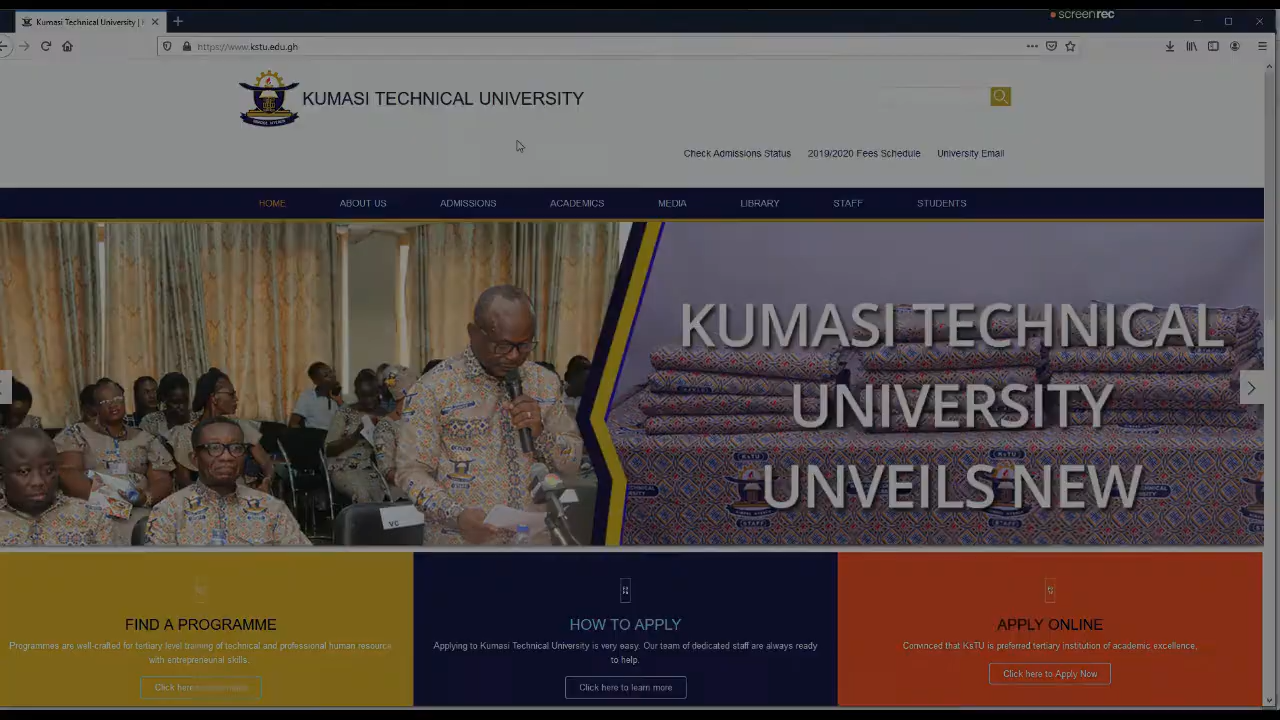 screenrec
Kumasi Technical University |
https://www.kstu.edu.gh
KUMASI TECHNICAL UNIVERSITY
Check Admissions Status 2019/2020 Fees Schedule University Email
HOME ABOUT US ADMISSIONS ACADEMICS MEDIA LIBRARY STAFF STUDENTS
KUMASI TECHNICAL
UNIVERSITY
UNVEILS NEW
VC
FIND A PROGRAMME
Programmes are well-crafted for tertiary level training of technical and professional human resource
with entrepreneurial skills.
Click here
HOW TO APPLY
Applying to Kumasi Technical University is very easy. Our team of dedicated staff are always ready
to help.
Click here to learn more
APPLY ONLINE
Convinced that KsTU is preferred tertiary institution of academic excellence,
Click here to Apply Now